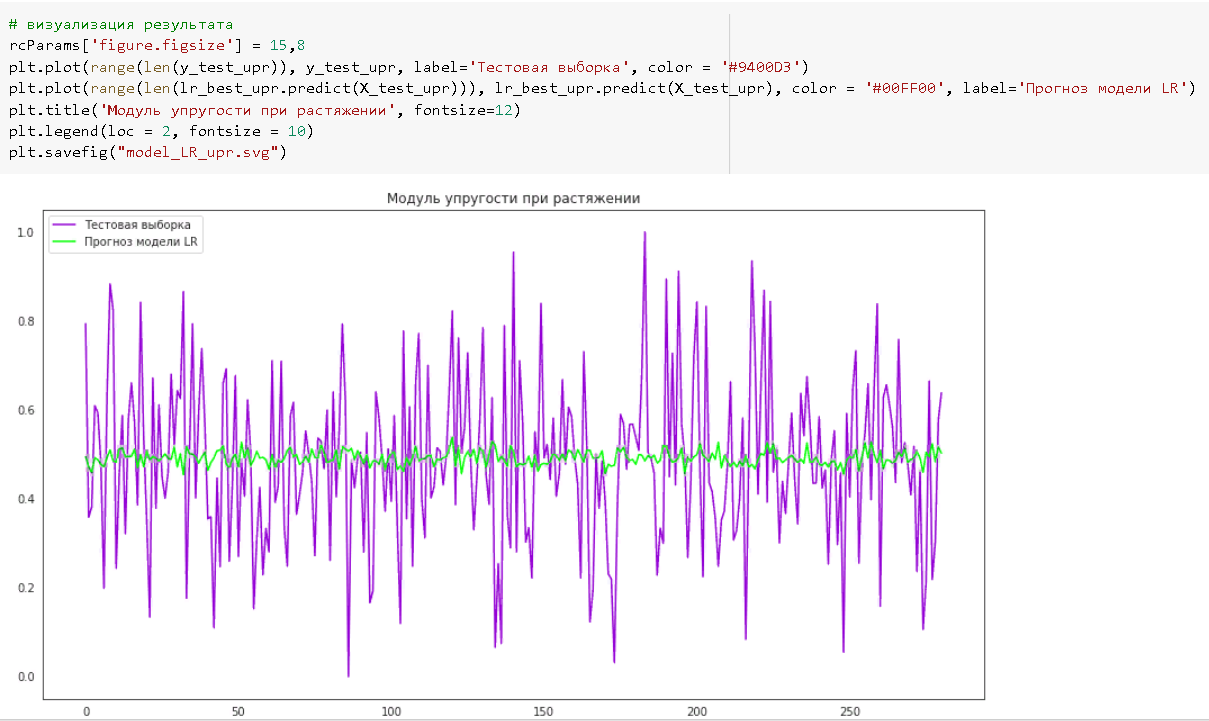 # визуализация результата
rcParams['figure.figsize'] = 15,8
plt.plot(range(len(y_test_upr)), y_test_upr, label='Тестовая выборка', color = '#9400D3')
plt.plot(range(len(lr_best_upr.predict(X_test_upr))), lr_best_upr.predict(X_test_upr), color = '#00FF00', label='Прогноз модели LR')
plt.title('Модуль упругости при растяжении', fontsize=12)
plt.legend(loc = 2, fontsize = 10)
plt.savefig("model_LR_upr.svg")
Модуль упругости при растяжении
Тестовая выборка
Прогноз модели LR
1.0
0.8
0.6
0.4
0.2
0.0
0 50 100 150 200 250